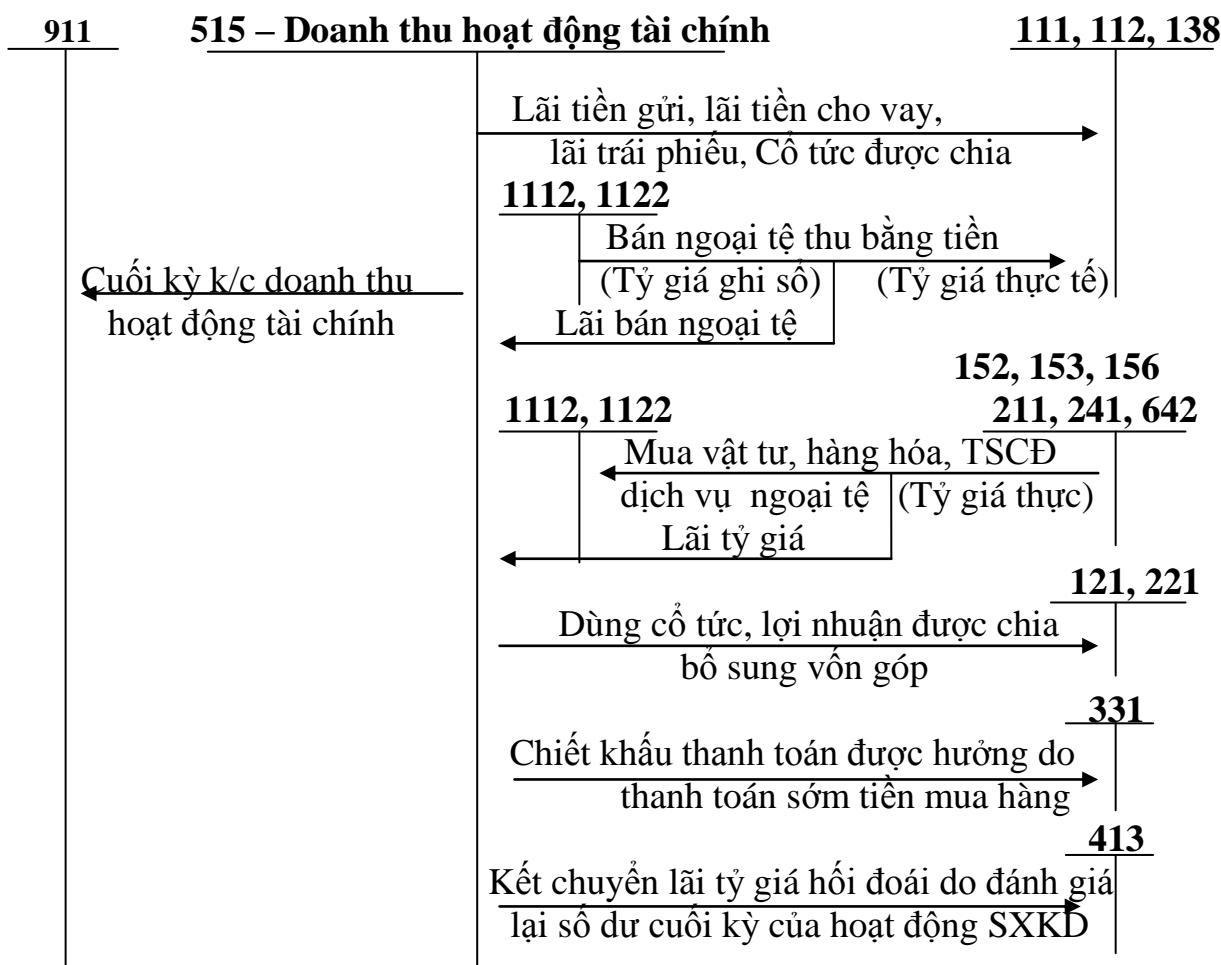 911 515 – Doanh thu hoạt động tài chính 111, 112, 138
Lãi tiền gửi, lãi tiền cho vay,
lãi trái phiếu, Cổ tức được chia
1112, 1122
Bán ngoại tệ thu bằng tiền
(Tỷ giá ghi sổ) (Tỷ giá thực tế)
Cuối kỳ k/c doanh thu
hoạt động tài chính
Lãi bán ngoại tệ
152, 153, 156
1112, 1122 211, 241, 642
Mua vật tư, hàng hóa, TSCĐ
dịch vụ ngoại tệ (Tỷ giá thực)
Lãi tỷ giá
121, 221
Dùng cổ tức, lợi nhuận được chia
bổ sung vốn góp
331
Chiết khấu thanh toán được hưởng do
thanh toán sớm tiền mua hàng
413
Kết chuyển lãi tỷ giá hối đoái do đánh giá
lại số dư cuối kỳ của hoạt động SXKD